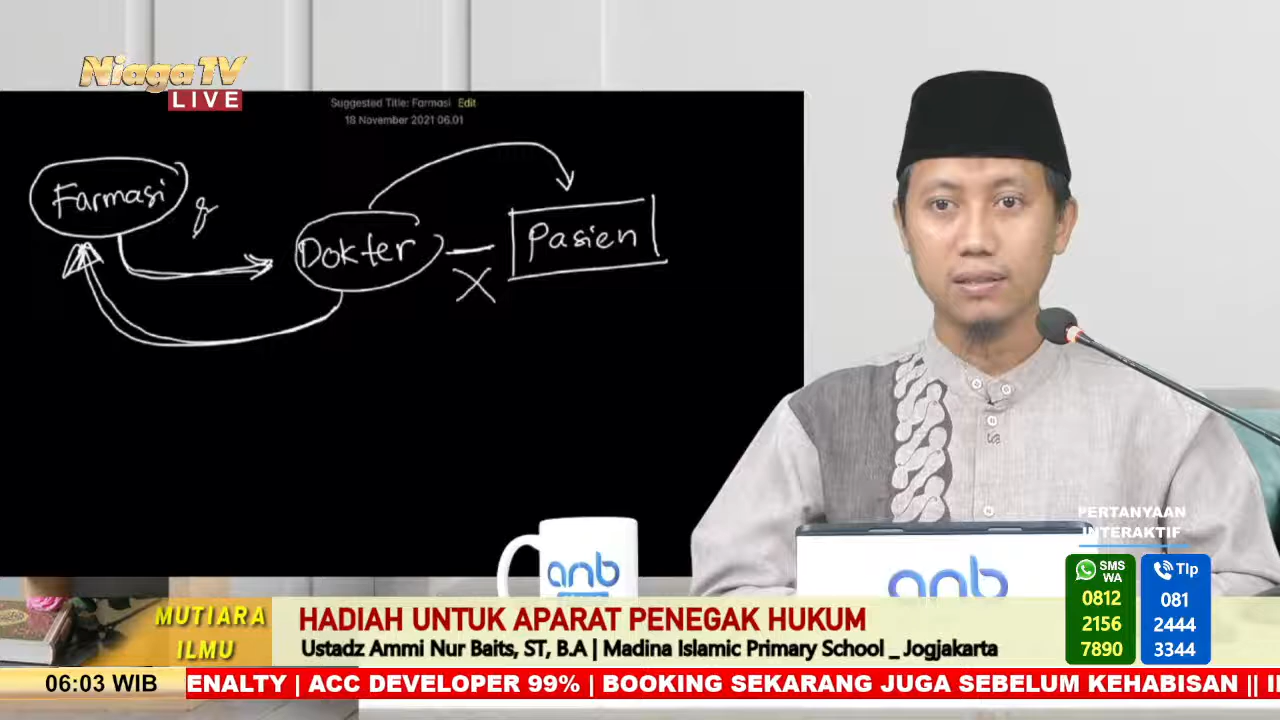 Niaga TV
LIVE
Suggested Title: Farmasi Edit
18 November 2021 06.01
Farmasi
Dokter
Pasien
X
anb
anb
PERTANYAAN
INTERAKTIF
SMS
WA
0812
2156
7890
Tlp
081
2444
3344
MUTIARA
ILMU
HADIAH UNTUK APARAT PENEGAK HUKUM
Ustadz Ammi Nur Baits, ST, B.A | Madina Islamic Primary School _ Jogjakarta
06:03 WIB
ENALTY | ACC DEVELOPER 99% | BOOKING SEKARANG JUGA SEBELUM KEHABISAN ||